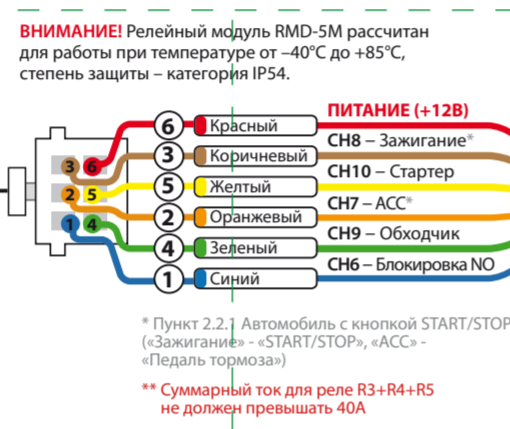 ВНИМАНИЕ! Релейный модуль RMD-5M рассчитан
для работы при температуре от –40°С до +85°С,
степень защиты – категория IP54.
ПИТАНИЕ (+12В)
6 Красный
CH8 – Зажигание*
3 6
3 Коричневый
CH10 – Стартер
2 5
5 Желтый
CH7 – АСС*
2 Оранжевый
CH9 – Обходчик
1 4
4 Зеленый
CH6 – Блокировка NO
1 Синий
* Пункт 2.2.1 Автомобиль с кнопкой START/STOP
(«Зажигание» - «START/STOP», «АСС» -
«Педаль тормоза»)
** Суммарный ток для реле R3+R4+R5
не должен превышать 40А